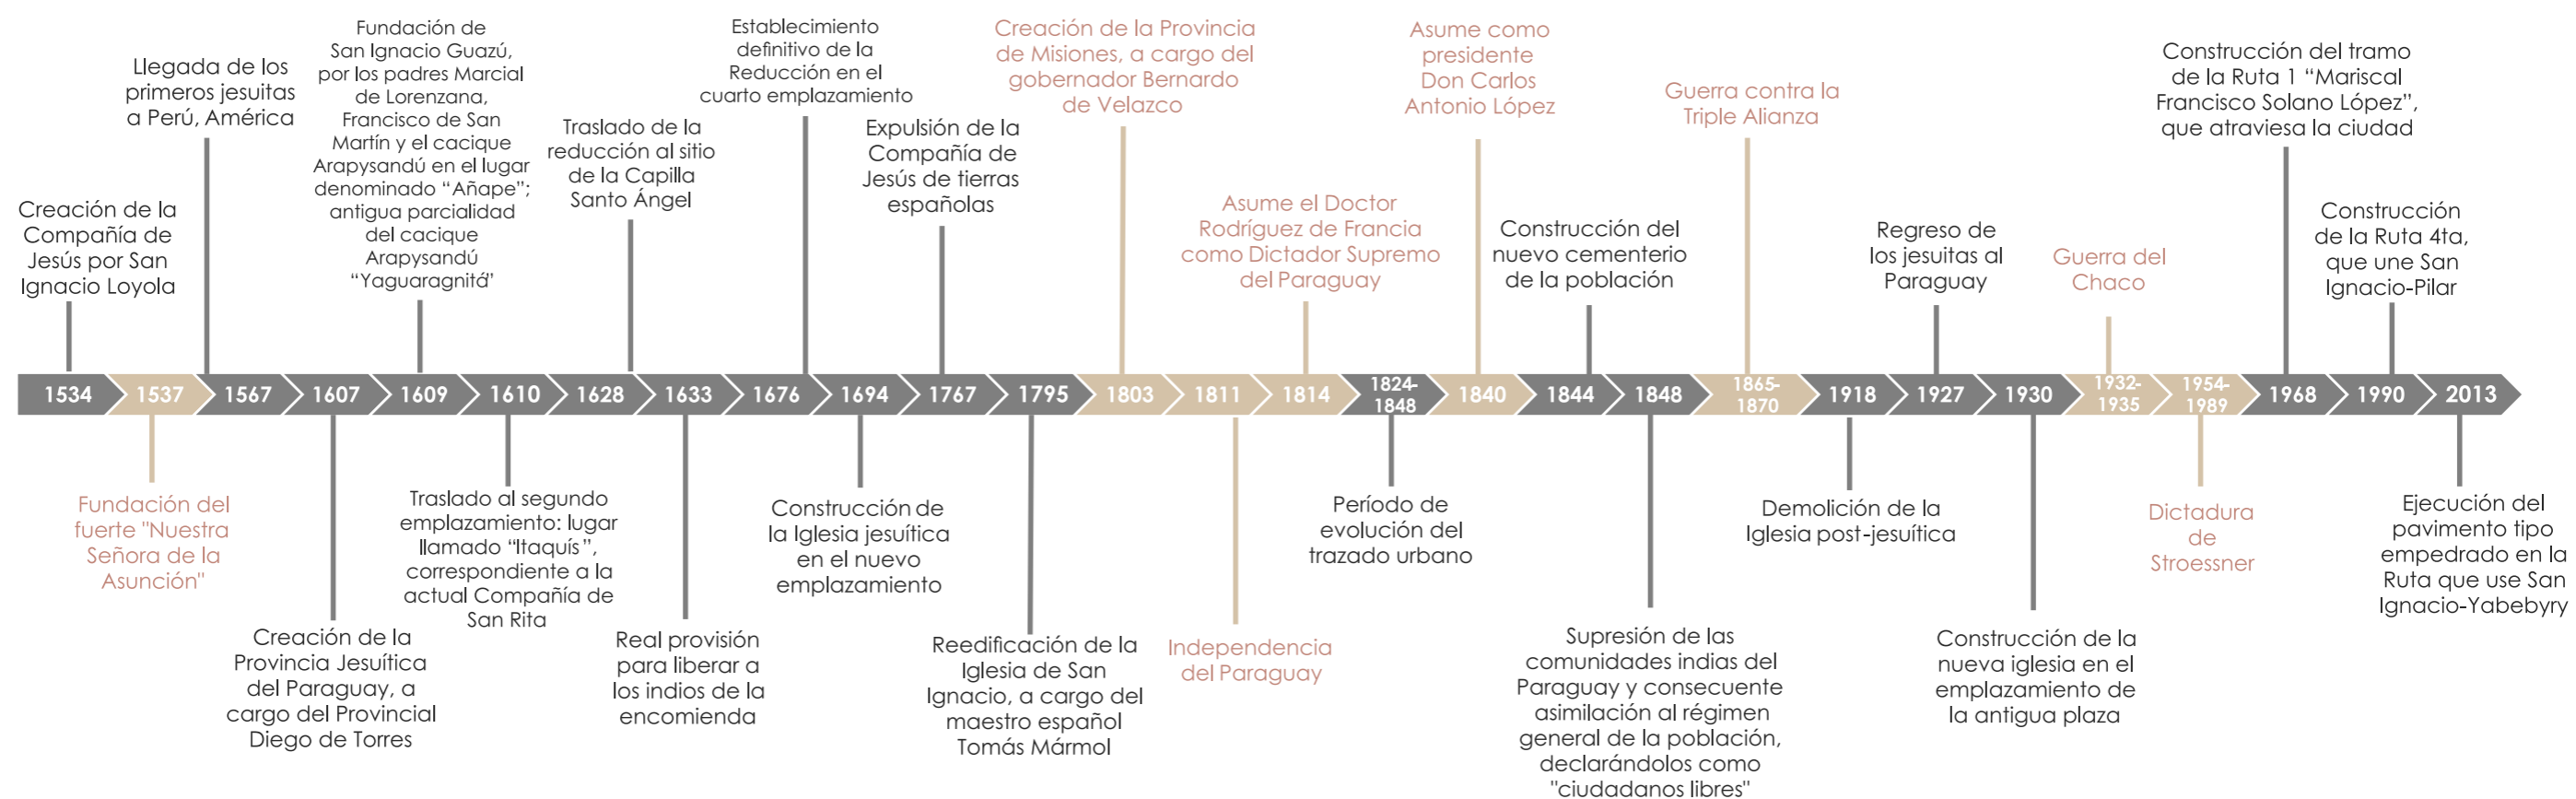 Creación de la
Compañía de
Jesús por San
Ignacio Loyola
Llegada de los
primeros jesuitas
a Perú, América
Fundación de
San Ignacio Guazú,
por los padres Marcial
de Lorenzana,
Francisco de San
Martín y el cacique
Arapysandú en el lugar
denominado “Añape”;
antigua parcialidad
del cacique
Arapysandú
“Yaguaragnitá”
Traslado de la
reducción al sitio
de la Capilla
Santo Ángel
Establecimiento
definitivo de la
Reducción en el
cuarto emplazamiento
Expulsión de la
Compañía de
Jesús de tierras
españolas
Creación de la Provincia
de Misiones, a cargo del
gobernador Bernardo
de Velazco
Asume el Doctor
Rodríguez de Francia
como Dictador Supremo
del Paraguay
Asume como
presidente
Don Carlos
Antonio López
Construcción del
nuevo cementerio
de la población
Guerra contra la
Triple Alianza
Regreso de
los jesuitas al
Paraguay
Guerra del
Chaco
Construcción del tramo
de la Ruta 1 “Mariscal
Francisco Solano López”,
que atraviesa la ciudad
Construcción
de la Ruta 4ta,
que une San
Ignacio-Pilar
1534
1537
1567
1607
1609
1610
1628
1633
1676
1694
1767
1795
1803
1811
1814
1824-
1848
1840
1844
1848
1865-
1870
1918
1927
1930
1932-
1935
1954-
1989
1968
1990
2013
Fundación del
fuerte "Nuestra
Señora de la
Asunción"
Creación de la
Provincia Jesuítica
del Paraguay, a
cargo del Provincial
Diego de Torres
Traslado al segundo
emplazamiento: lugar
llamado “Itaquís”,
correspondiente a la
actual Compañía de
San Rita
Real provisión
para liberar a
los indios de la
encomienda
Construcción de
la Iglesia jesuítica
en el nuevo
emplazamiento
Reedificación de la
Iglesia de San
Ignacio, a cargo del
maestro español
Tomás Mármol
Independencia
del Paraguay
Período de
evolución del
trazado urbano
Supresión de las
comunidades indias del
Paraguay y consecuente
asimilación al régimen
general de la población,
declarándolos como
"ciudadanos libres"
Demolición de la
Iglesia post-jesuítica
Construcción de la
nueva iglesia en el
emplazamiento de
la antigua plaza
Dictadura
de
Stroessner
Ejecución del
pavimento tipo
empedrado en la
Ruta que use San
Ignacio-Yabebyry